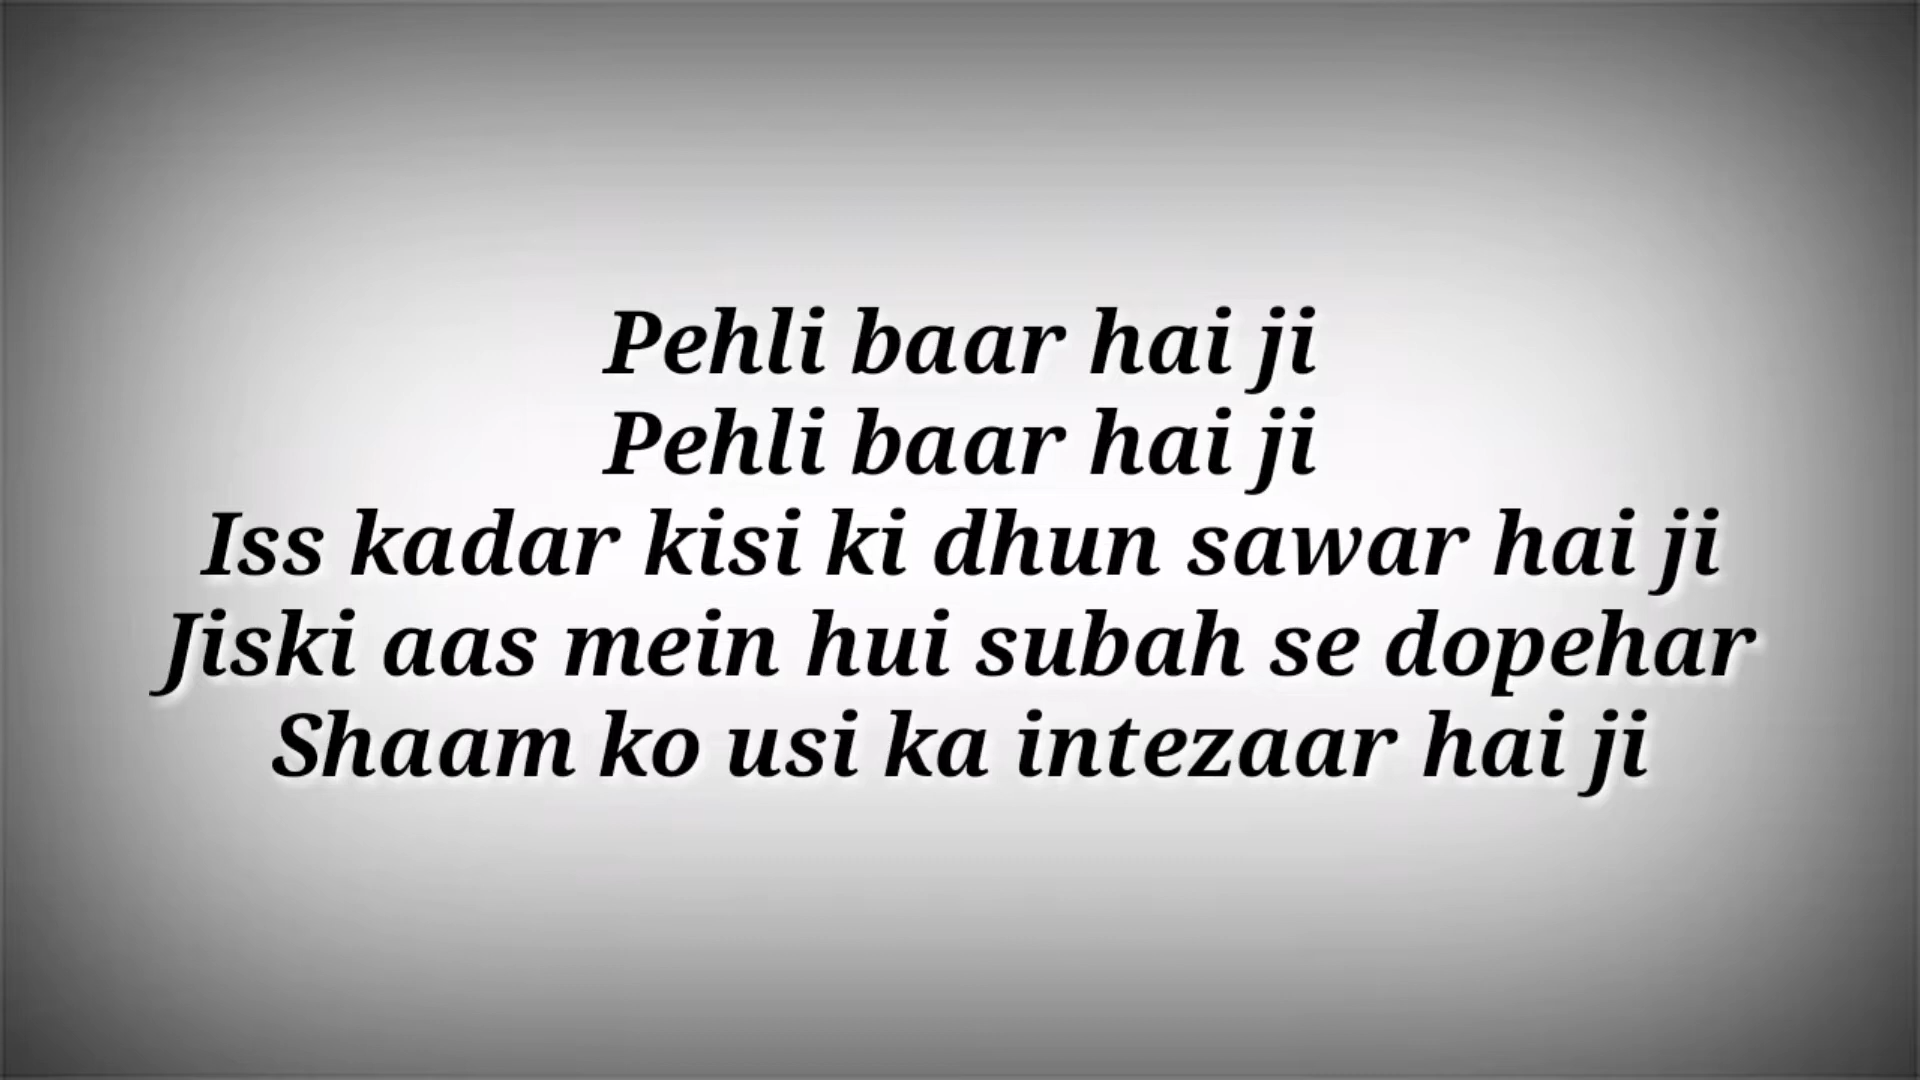 Pehli baar hai ji
Pehli baar hai ji
Iss kadar kisi ki dhun sawar hai ji
Jiski aas mein hui subah se dopehar
Shaam ko usi ka intezaar hai ji